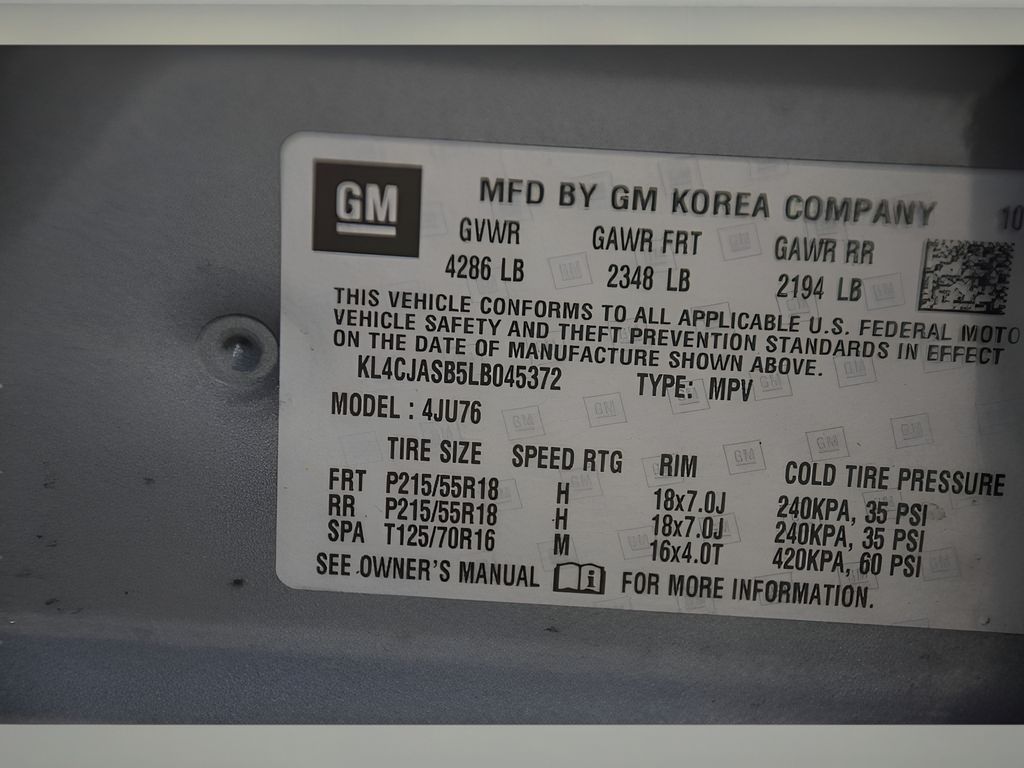 GM
MFD BY GM KOREA COMPANY 10
GVWR GAWR FRT GAWR RR
4286 LB 2348 LB 2194 LB
THIS VEHICLE CONFORMS TO ALL APPLICABLE U.S. FEDERAL MOTO
VEHICLE SAFETY AND THEFT PREVENTION STANDARDS IN EFFECT
ON THE DATE OF MANUFACTURE SHOWN ABOVE.
KL4CJASB5LB045372 TYPE: MPV
MODEL : 4JU76
TIRE SIZE SPEED RTG RIM COLD TIRE PRESSURE
FRT P215/55R18 H 18x7.0J 240KPA, 35 PSI
RR P215/55R18 H 18x7.0J 240KPA, 35 PSI
SPA T125/70R16 M 16x4.0T 420KPA, 60 PSI
SEE OWNER'S MANUAL i FOR MORE INFORMATION.